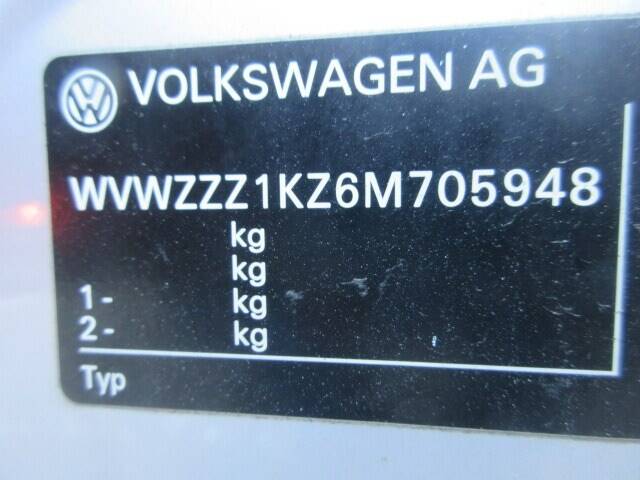 VOLKSWAGEN AG
WVWZZZ1KZ6M705948
kg
kg
1- kg
2- kg
Typ